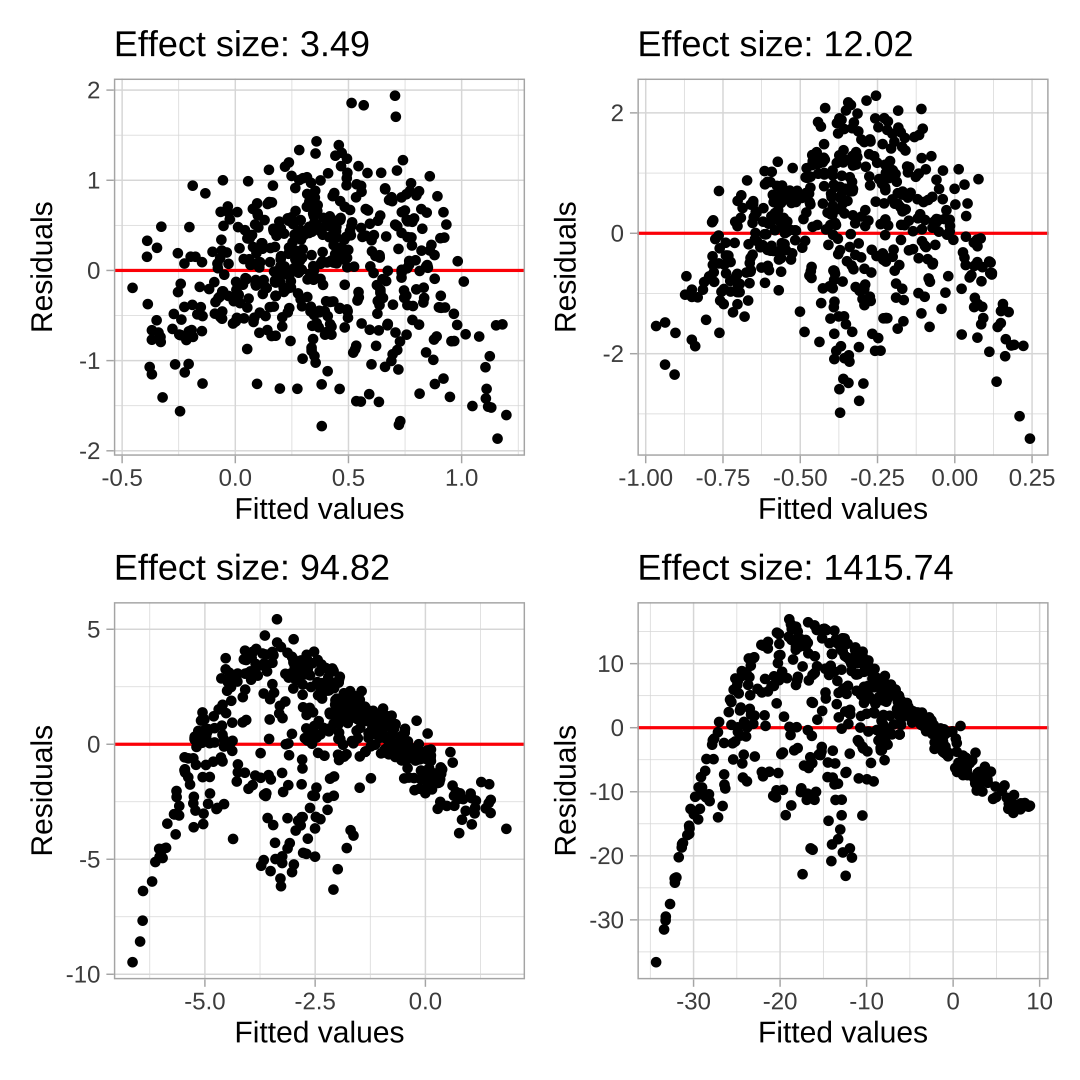 Effect size: 3.49
Residuals
2
1
0
-1
-2
-0.5 0.0 0.5 1.0
Fitted values
Effect size: 12.02
Residuals
2
0
-2
-1.00 -0.75 -0.50 -0.25 0.00 0.25
Fitted values
Effect size: 94.82
Residuals
5
0
-5
-10
-5.0 -2.5 0.0
Fitted values
Effect size: 1415.74
Residuals
10
0
-10
-20
-30
-30 -20 -10 0 10
Fitted values